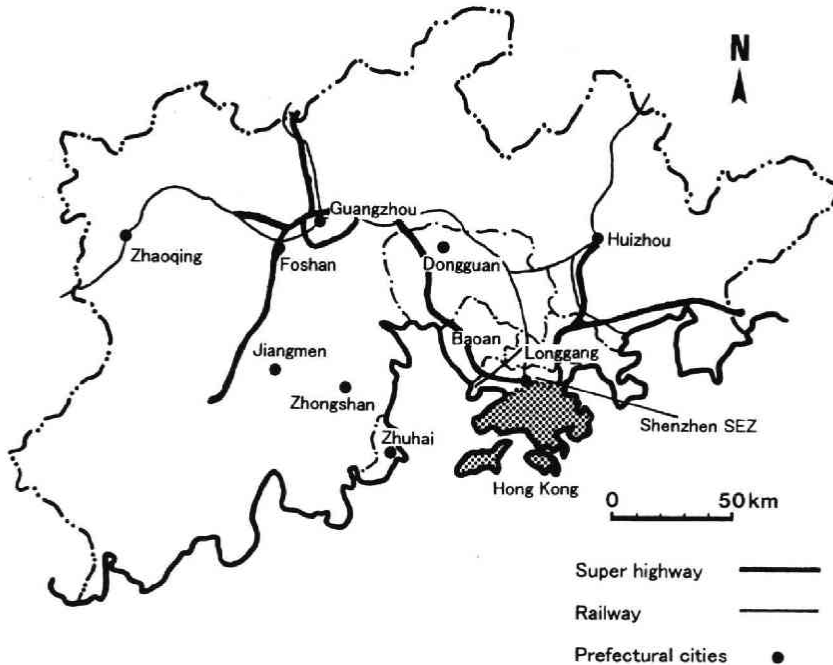 N
Guangzhou
Zhaoqing
Foshan
Dongguan
Huizhou
Baoan
Longgang
Jiangmen
Zhongshan
Zhuhai
Shenzhen SEZ
Hong Kong
0 50km
Super highway
Railway
Prefectural cities